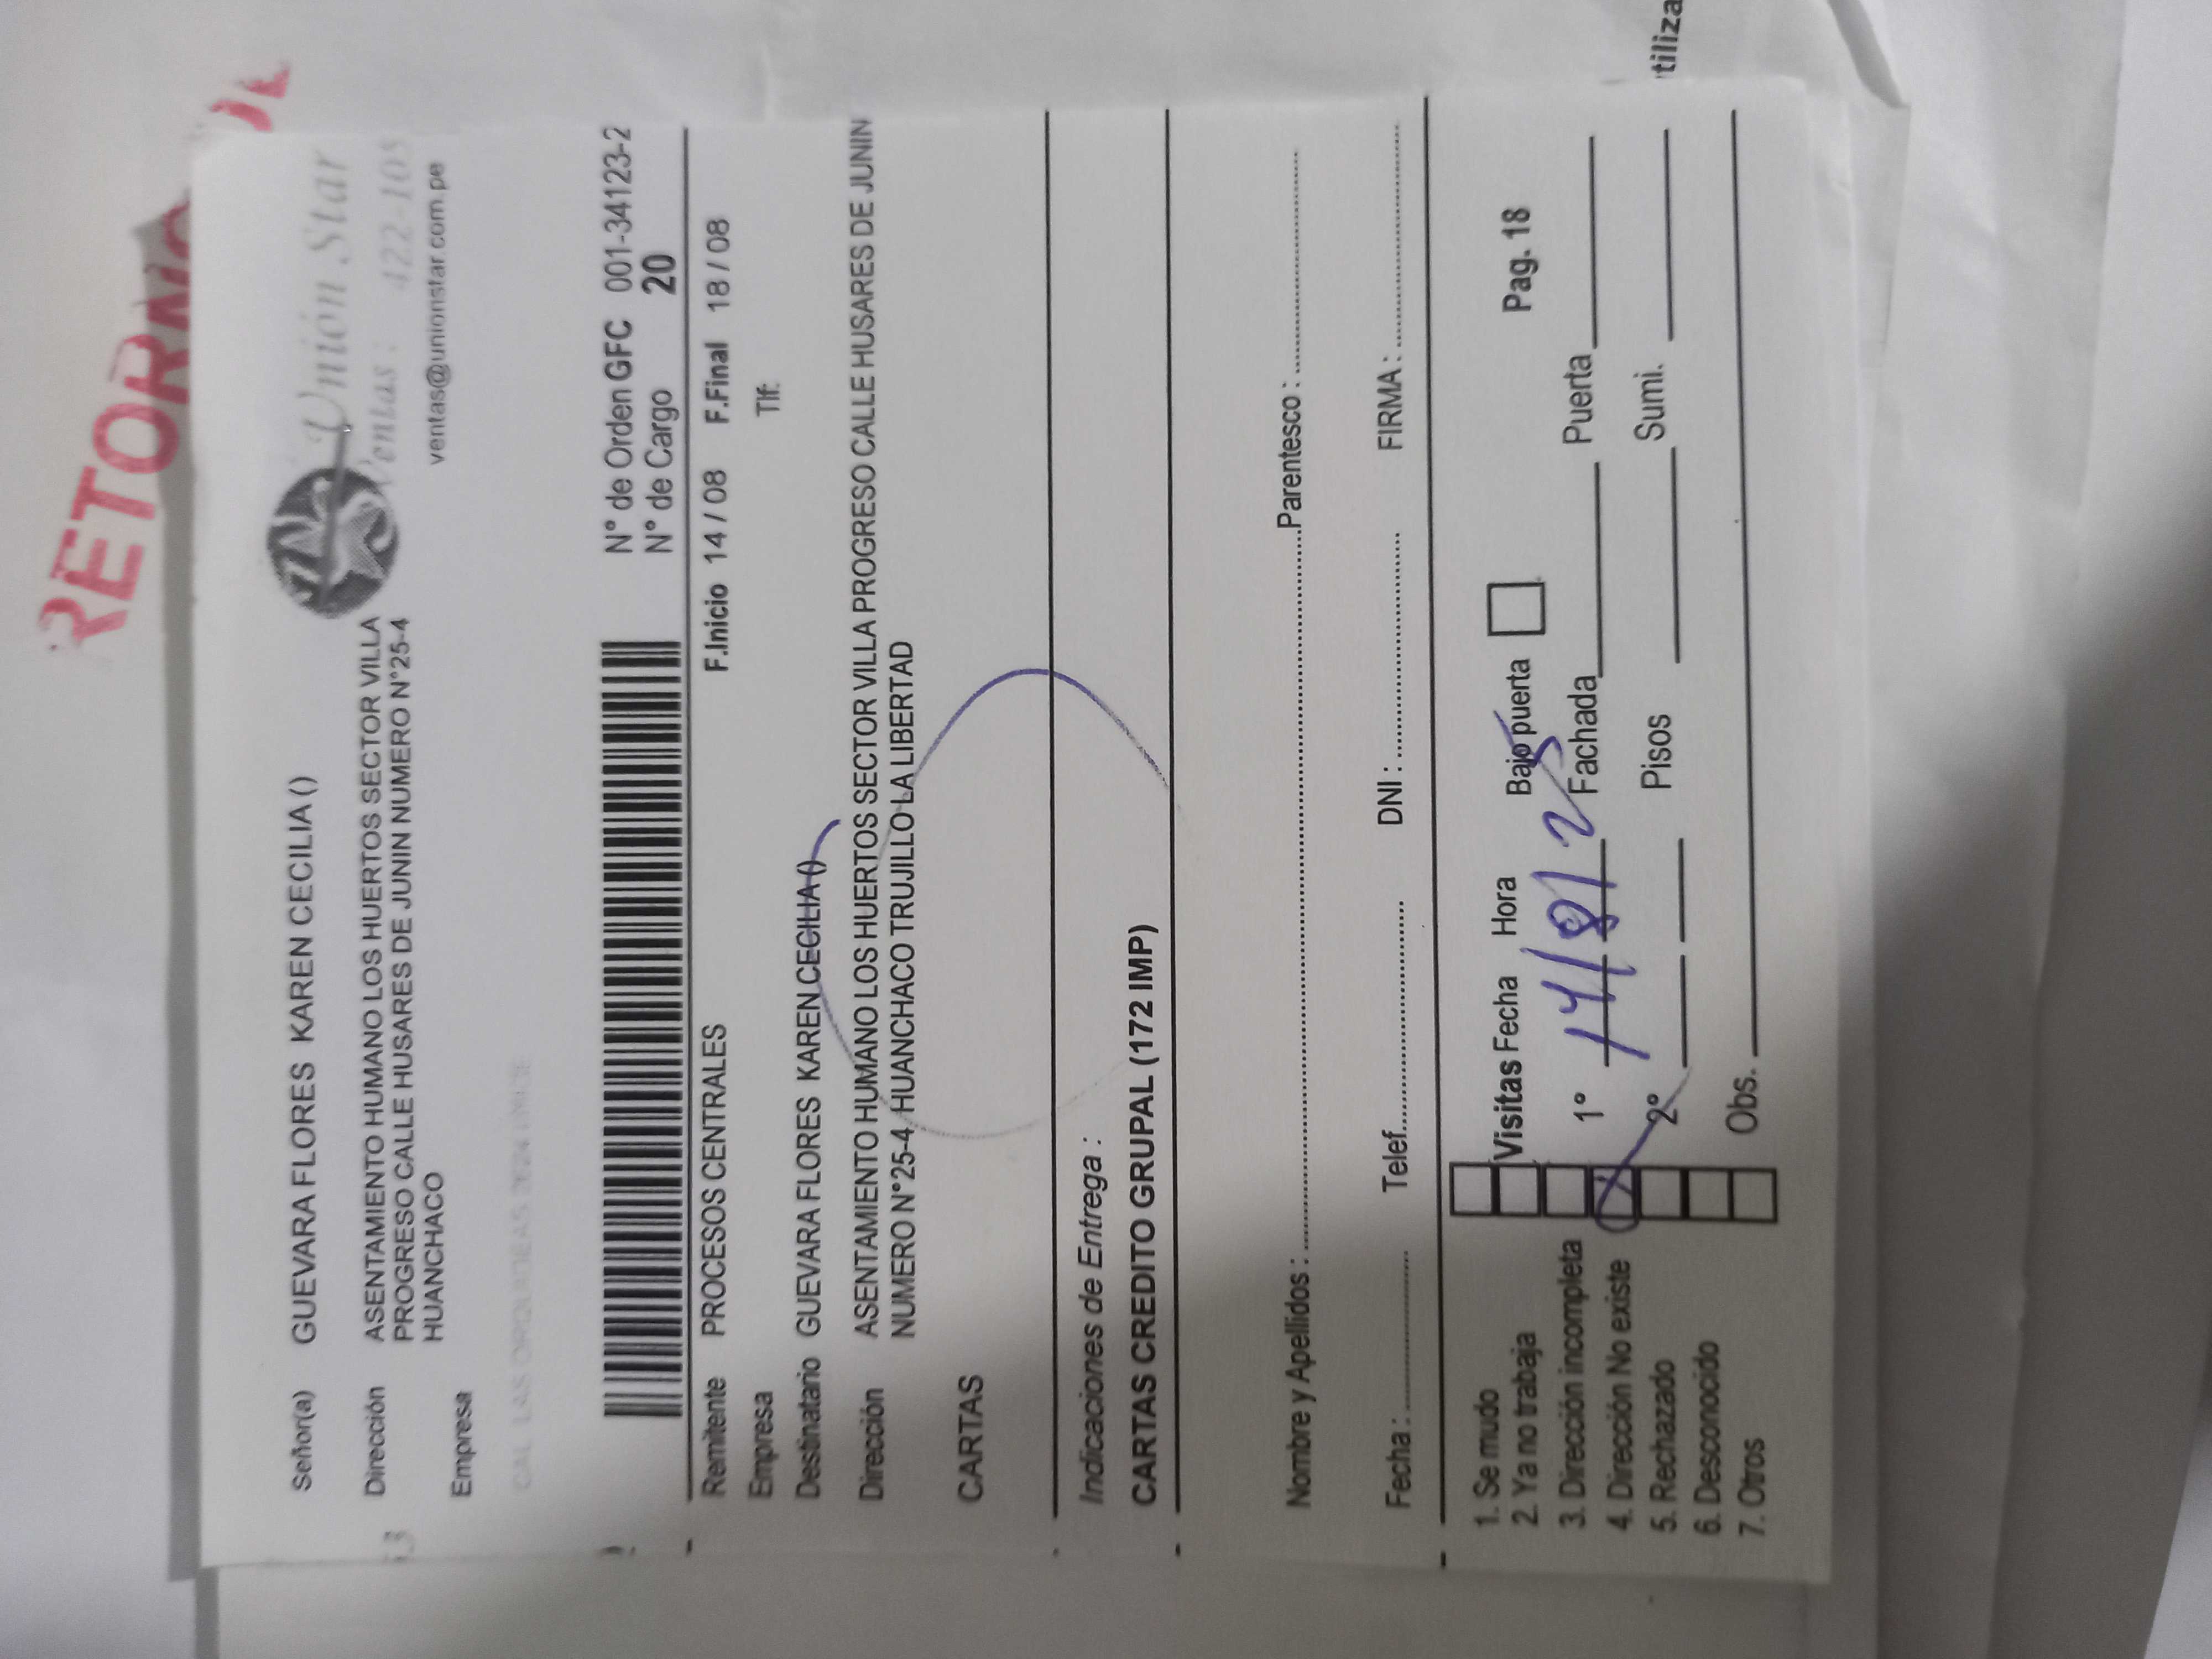 RETORNO
Unión Star
Ventas : 422-105
ventas@unionstar.com.pe
Señor(a) GUEVARA FLORES KAREN CECILIA ()
Dirección ASENTAMIENTO HUMANO LOS HUERTOS SECTOR VILLA
PROGRESO CALLE HUSARES DE JUNIN NUMERO N°25-4
HUANCHACO
Empresa
N° de Orden GFC 001-34123-2
N° de Cargo 20
Remitente PROCESOS CENTRALES F.Inicio 14 / 08 F.Final 18 / 08
Empresa Tlf:
Destinatario GUEVARA FLORES KAREN CECILIA ()
Dirección ASENTAMIENTO HUMANO LOS HUERTOS SECTOR VILLA PROGRESO CALLE HUSARES DE JUNIN
NUMERO N°25-4 HUANCHACO TRUJILLO LA LIBERTAD
CARTAS
Indicaciones de Entrega :
CARTAS CREDITO GRUPAL (172 IMP)
Nombre y Apellidos : Parentesco :
Fecha : Telef. DNI : FIRMA :
1. Se mudo
2. Ya no trabaja Visitas Fecha Hora Bajo puerta Pag. 18
3. Dirección incompleta 1° 14/8/25 Fachada Puerta
4. Dirección No existe
5. Rechazado 2° Pisos Sumi.
6. Desconocido
7. Otros Obs.
tiliza